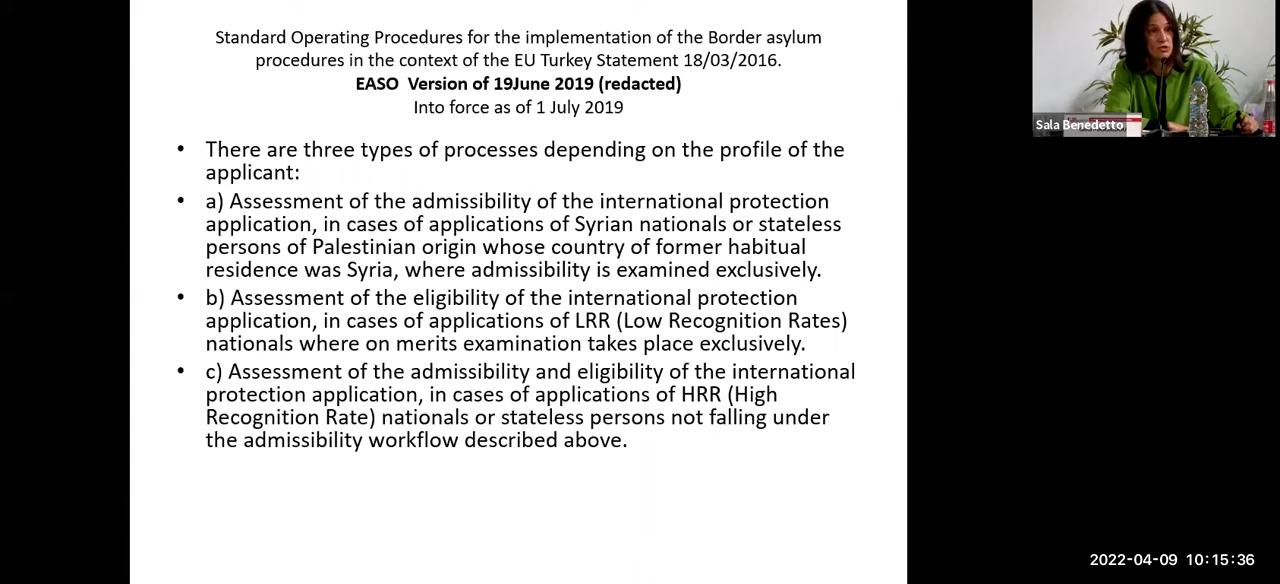 Standard Operating Procedures for the implementation of the Border asylum
procedures in the context of the EU Turkey Statement 18/03/2016.
EASO Version of 19June 2019 (redacted)
Into force as of 1 July 2019
• There are three types of processes depending on the profile of the
applicant:
• a) Assessment of the admissibility of the international protection
application, in cases of applications of Syrian nationals or stateless
persons of Palestinian origin whose country of former habitual
residence was Syria, where admissibility is examined exclusively.
• b) Assessment of the eligibility of the international protection
application, in cases of applications of LRR (Low Recognition Rates)
nationals where on merits examination takes place exclusively.
• c) Assessment of the admissibility and eligibility of the international
protection application, in cases of applications of HRR (High
Recognition Rate) nationals or stateless persons not falling under
the admissibility workflow described above.
Sala Benedetto
2022-04-09 10:15:36